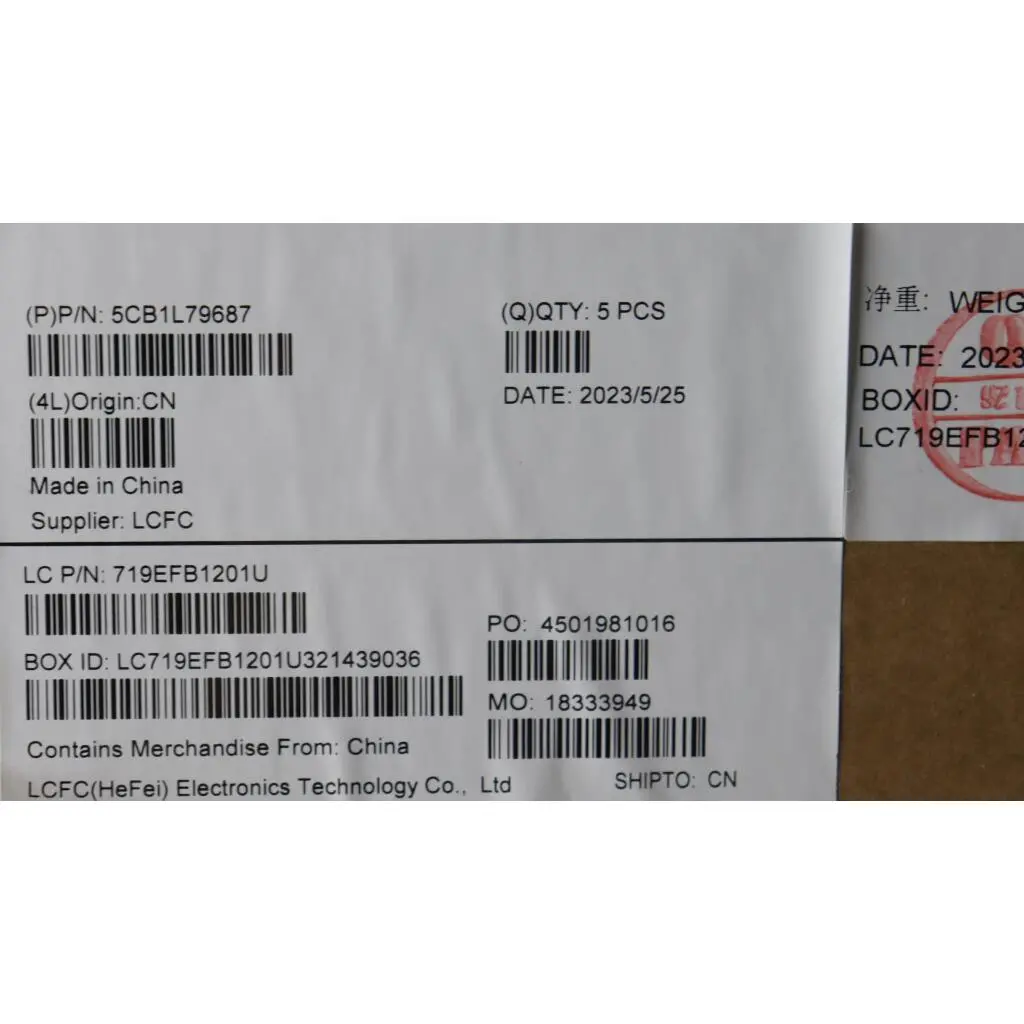 (P)P/N: 5CB1L79687
(4L)Origin:CN
Made in China
Supplier: LCFC
(Q)QTY: 5 PCS
DATE: 2023/5/25
LC P/N: 719EFB1201U
BOX ID: LC719EFB1201U321439036
Contains Merchandise From: China
LCFC(HeFei) Electronics Technology Co., Ltd
PO: 4501981016
MO: 18333949
SHIPTO: CN
净重: WEIG
DATE: 2023
BOXID:
LC719EFB12